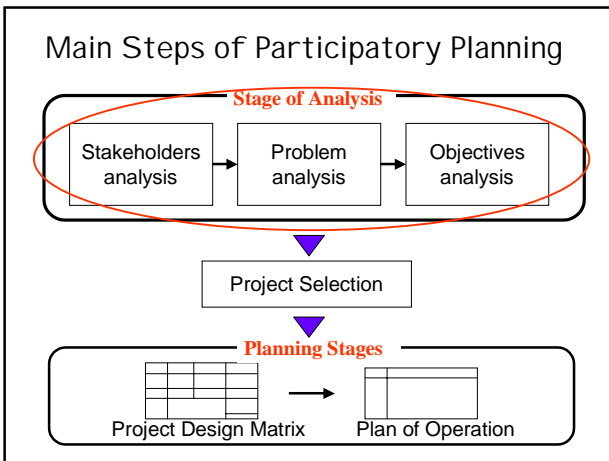 Main Steps of Participatory Planning
Stage of Analysis
Stakeholders
analysis
Problem
analysis
Objectives
analysis
Project Selection
Planning Stages
Project Design Matrix
Plan of Operation